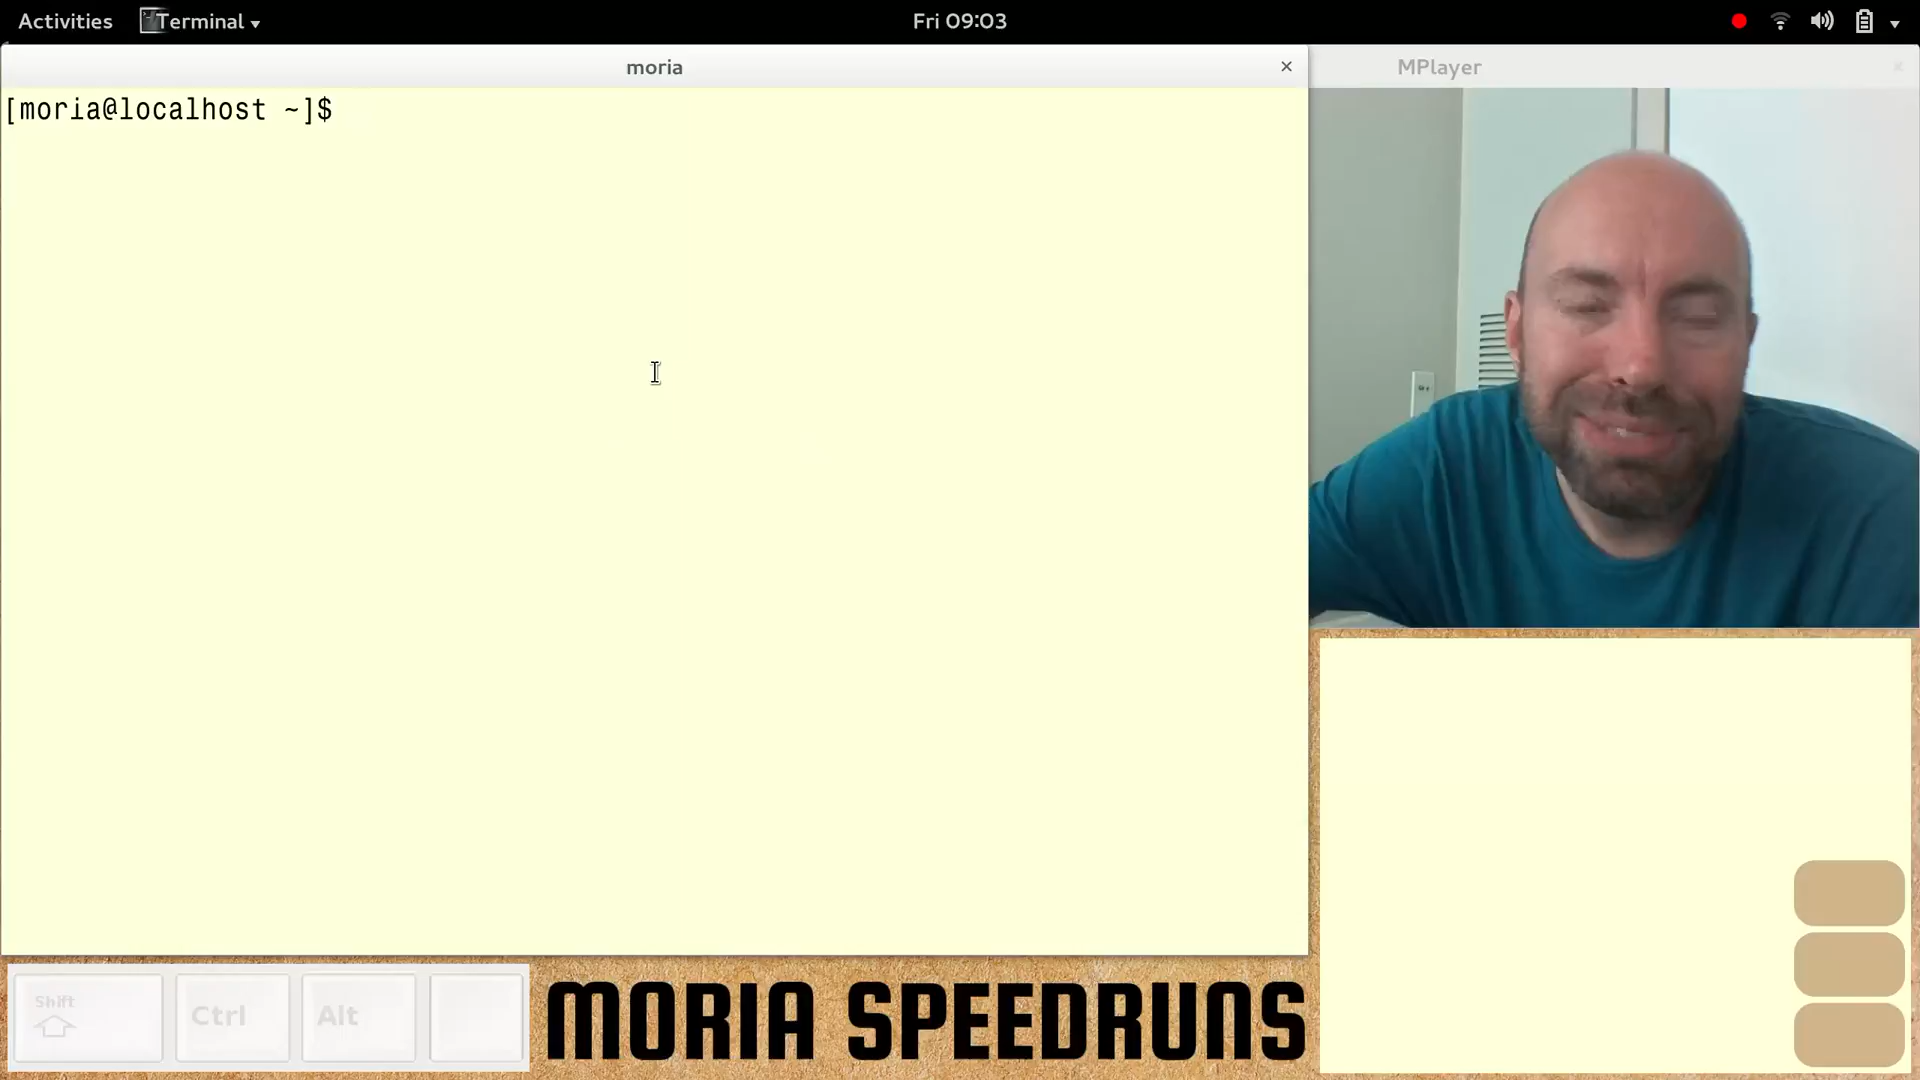 Activities Terminal Fri 09:03
moria
MPlayer
[moria@localhost ~]$
Shift
Ctrl
Alt
MORIA SPEEDRUNS